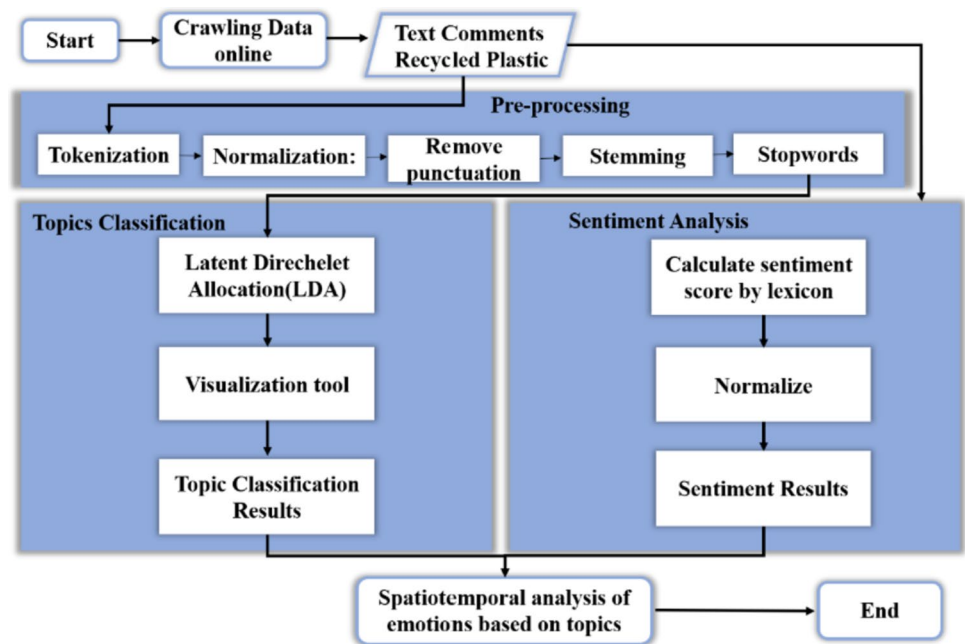 Start
Crawling Data
online
Text Comments
Recycled Plastic
Pre-processing
Tokenization
Normalization:
Remove
punctuation
Stemming
Stopwords
Topics Classification
Latent Direchelet
Allocation(LDA)
Visualization tool
Topic Classification
Results
Sentiment Analysis
Calculate sentiment
score by lexicon
Normalize
Sentiment Results
Spatiotemporal analysis of
emotions based on topics
End